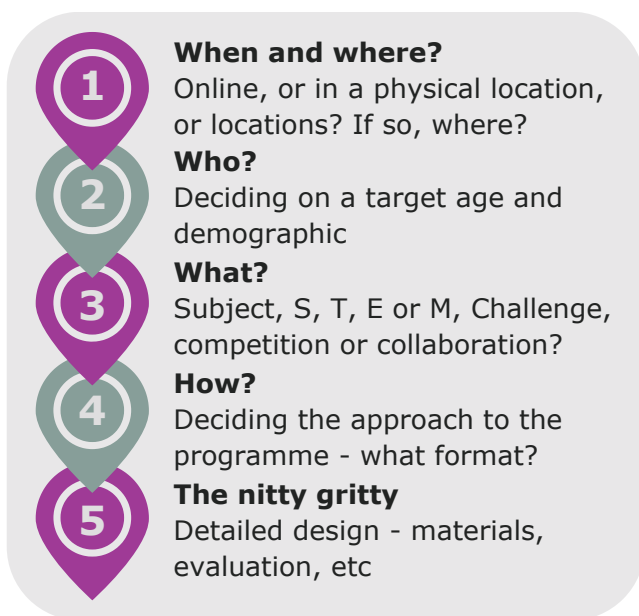 1
When and where?
Online, or in a physical location,
or locations? If so, where?
2
Who?
Deciding on a target age and
demographic
3
What?
Subject, S, T, E or M, Challenge,
competition or collaboration?
4
How?
Deciding the approach to the
programme - what format?
5
The nitty gritty
Detailed design - materials,
evaluation, etc